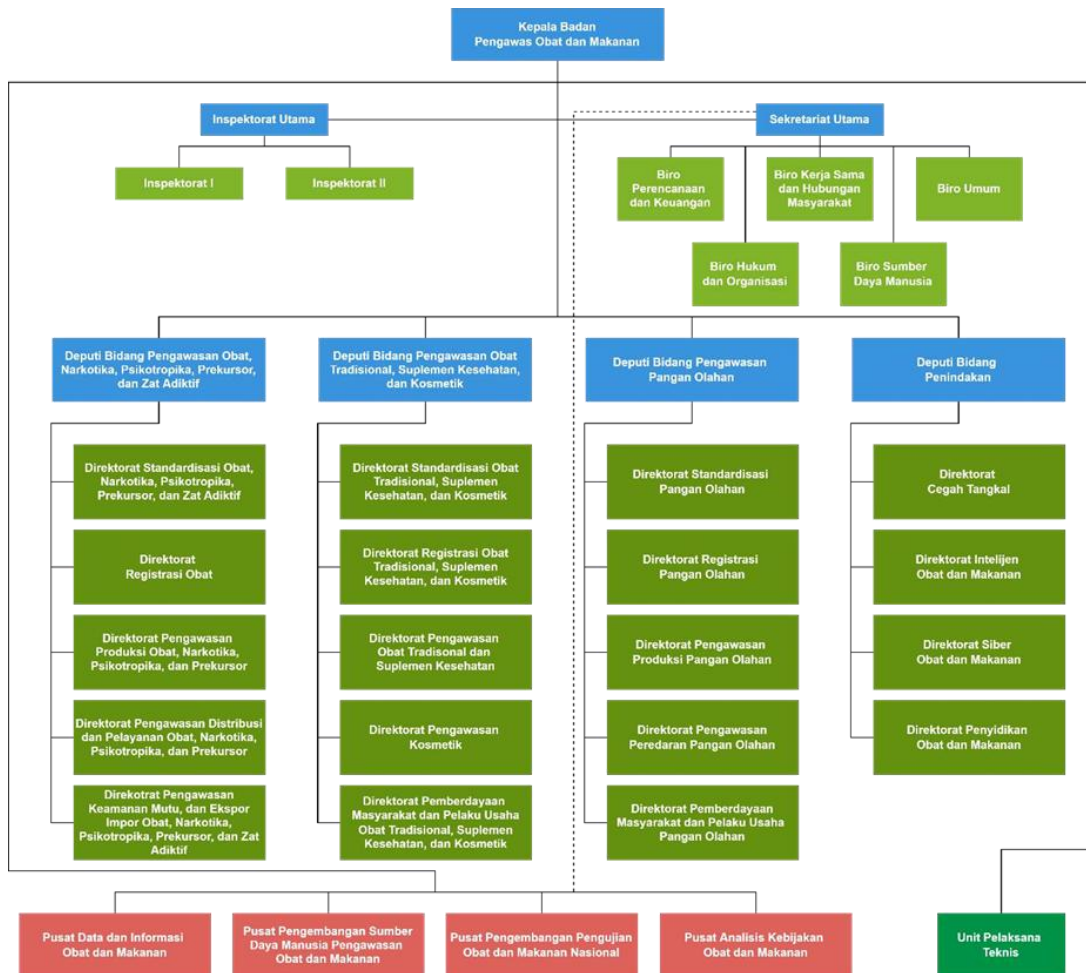 Kepala Badan
Pengawas Obat dan Makanan
Inspektorat Utama
Sekretariat Utama
Inspektorat I
Inspektorat II
Biro
Perencanaan
dan Keuangan
Biro Kerja Sama
dan Hubungan
Masyarakat
Biro Umum
Biro Hukum
dan Organisasi
Biro Sumber
Daya Manusia
Deputi Bidang Pengawasan Obat,
Narkotika, Psikotropika, Prekursor,
dan Zat Adiktif
Deputi Bidang Pengawasan Obat
Tradisional, Suplemen Kesehatan,
dan Kosmetik
Deputi Bidang Pengawasan
Pangan Olahan
Deputi Bidang
Penindakan
Direktorat Standardisasi Obat,
Narkotika, Psikotropika,
Prekursor, dan Zat Adiktif
Direktorat Standardisasi Obat
Tradisional, Suplemen
Kesehatan, dan Kosmetik
Direktorat Standardisasi
Pangan Olahan
Direktorat
Cegah Tangkal
Direktorat
Registrasi Obat
Direktorat Registrasi Obat
Tradisional, Suplemen
Kesehatan, dan Kosmetik
Direktorat Registrasi
Pangan Olahan
Direktorat Intelijen
Obat dan Makanan
Direktorat Pengawasan
Produksi Obat, Narkotika,
Psikotropika, dan Prekursor
Direktorat Pengawasan
Obat Tradisonal dan
Suplemen Kesehatan
Direktorat Pengawasan
Produksi Pangan Olahan
Direktorat Siber
Obat dan Makanan
Direktorat Pengawasan Distribusi
dan Pelayanan Obat, Narkotika,
Psikotropika, dan Prekursor
Direktorat Pengawasan
Kosmetik
Direktorat Pengawasan
Peredaran Pangan Olahan
Direktorat Penyidikan
Obat dan Makanan
Direkotrat Pengawasan
Keamanan Mutu, dan Ekspor
Impor Obat, Narkotika,
Psikotropika, Prekursor, dan Zat
Adiktif
Direktorat Pemberdayaan
Masyarakat dan Pelaku Usaha
Obat Tradisional, Suplemen
Kesehatan, dan Kosmetik
Direktorat Pemberdayaan
Masyarakat dan Pelaku Usaha
Pangan Olahan
Pusat Data dan Informasi
Obat dan Makanan
Pusat Pengembangan Sumber
Daya Manusia Pengawasan
Obat dan Makanan
Pusat Pengembangan Pengujian
Obat dan Makanan Nasional
Pusat Analisis Kebijakan
Obat dan Makanan
Unit Pelaksana
Teknis